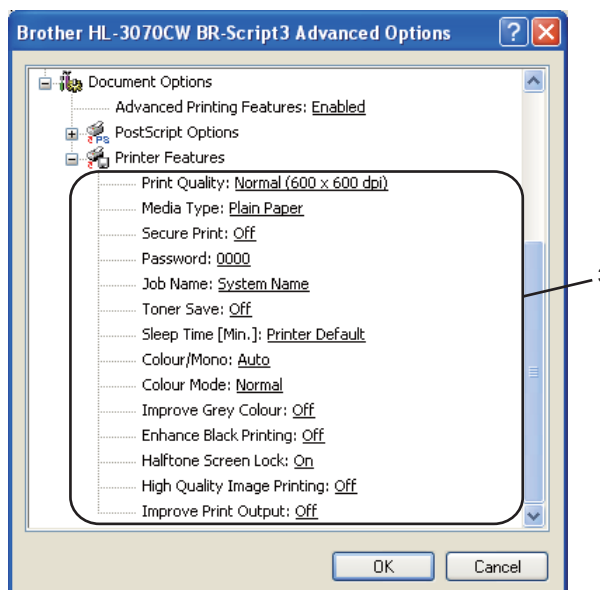 Brother HL-3070CW BR-Script3 Advanced Options
Document Options
Advanced Printing Features: Enabled
PostScript Options
Printer Features
Print Quality: Normal (600 x 600 dpi)
Media Type: Plain Paper
Secure Print: Off
Password: 0000
Job Name: System Name
Toner Save: Off
Sleep Time [Min.]: Printer Default
Colour/Mono: Auto
Colour Mode: Normal
Improve Grey Colour: Off
Enhance Black Printing: Off
Halftone Screen Lock: On
High Quality Image Printing: Off
Improve Print Output: Off
OK Cancel